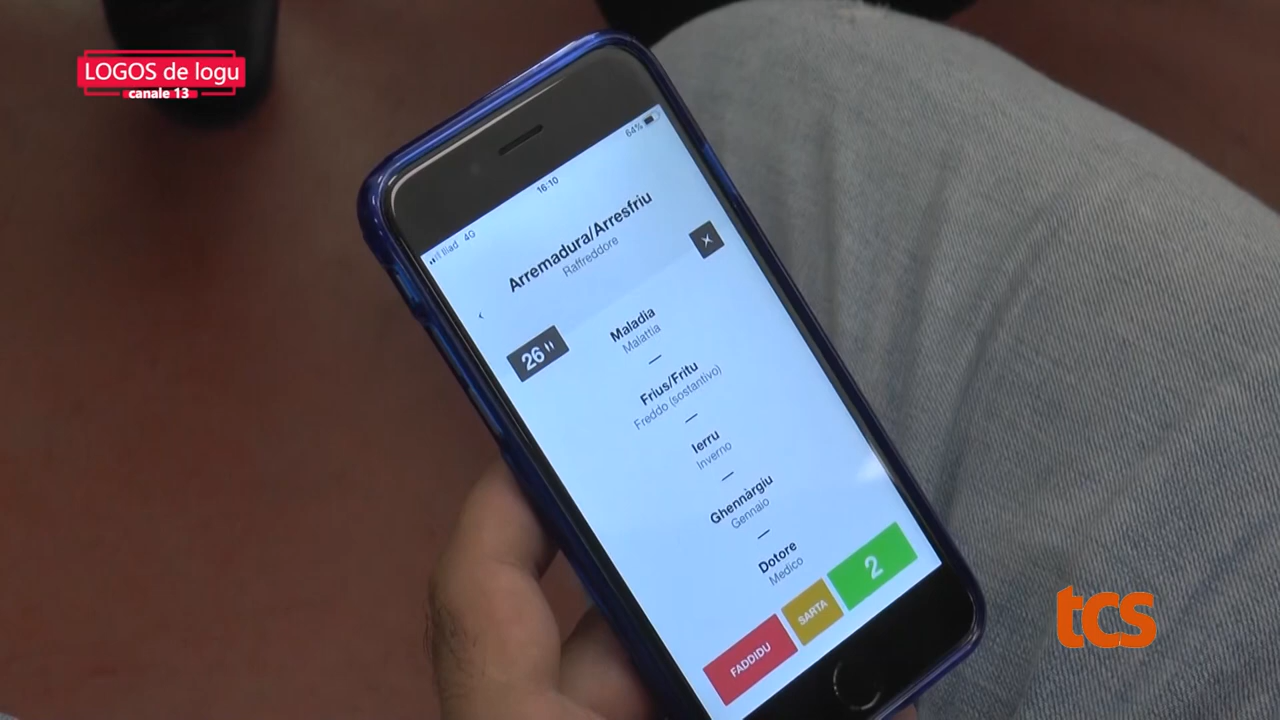 LOGOS de logu
canale 13
Iliad 4G
16:10
64%
Arremadura/Arresfriu
Raffreddore
26
Maladia
Malattia
Frius/Fritu
Freddo (sostantivo)
Ierru
Inverno
Ghennàrgiu
Gennaio
Dotore
Medico
FADDIDU
SARTA
2
tcs